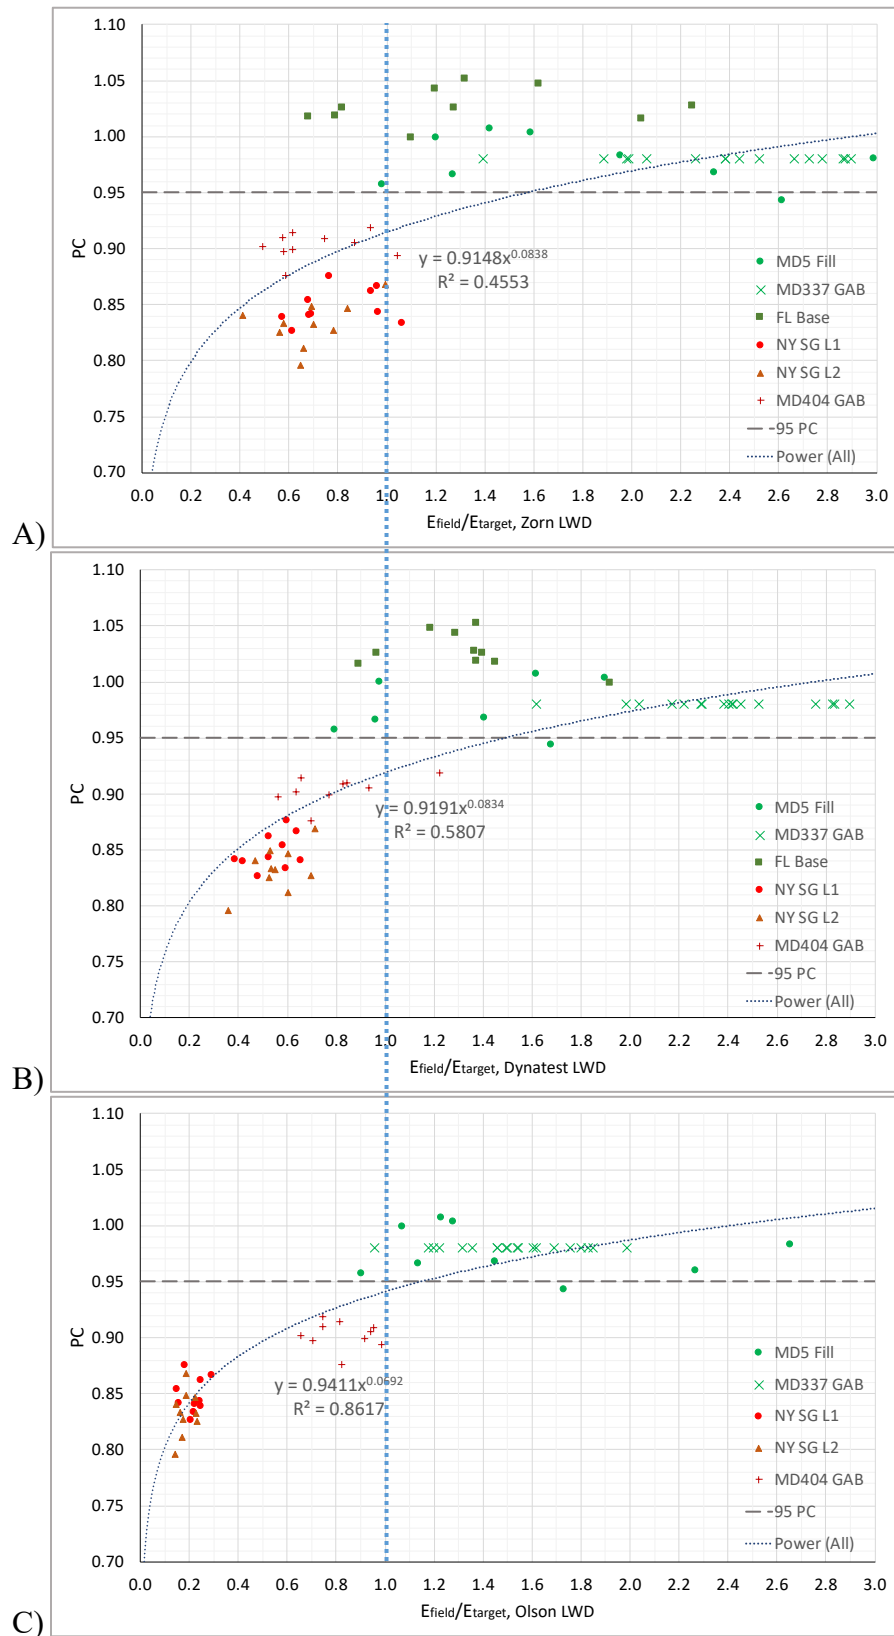 1.10
1.05
1.00
0.95
0.90
0.85
0.80
0.75
0.70
PC
y = 0.9148x^0.0838
R² = 0.4553
MD5 Fill
MD337 GAB
FL Base
NY SG L1
NY SG L2
MD404 GAB
95 PC
Power (All)
0.0 0.2 0.4 0.6 0.8 1.0 1.2 1.4 1.6 1.8 2.0 2.2 2.4 2.6 2.8 3.0
Efield/Etarget, Zorn LWD
A)
1.10
1.05
1.00
0.95
0.90
0.85
0.80
0.75
0.70
PC
y = 0.9191x^0.0834
R² = 0.5807
MD5 Fill
MD337 GAB
FL Base
NY SG L1
NY SG L2
MD404 GAB
95 PC
Power (All)
0.0 0.2 0.4 0.6 0.8 1.0 1.2 1.4 1.6 1.8 2.0 2.2 2.4 2.6 2.8 3.0
Efield/Etarget, Dynatest LWD
B)
1.10
1.05
1.00
0.95
0.90
0.85
0.80
0.75
0.70
PC
y = 0.9411x^0.0692
R² = 0.8617
MD5 Fill
MD337 GAB
NY SG L1
NY SG L2
MD404 GAB
95 PC
Power (All)
0.0 0.2 0.4 0.6 0.8 1.0 1.2 1.4 1.6 1.8 2.0 2.2 2.4 2.6 2.8 3.0
Efield/Etarget, Olson LWD
C)